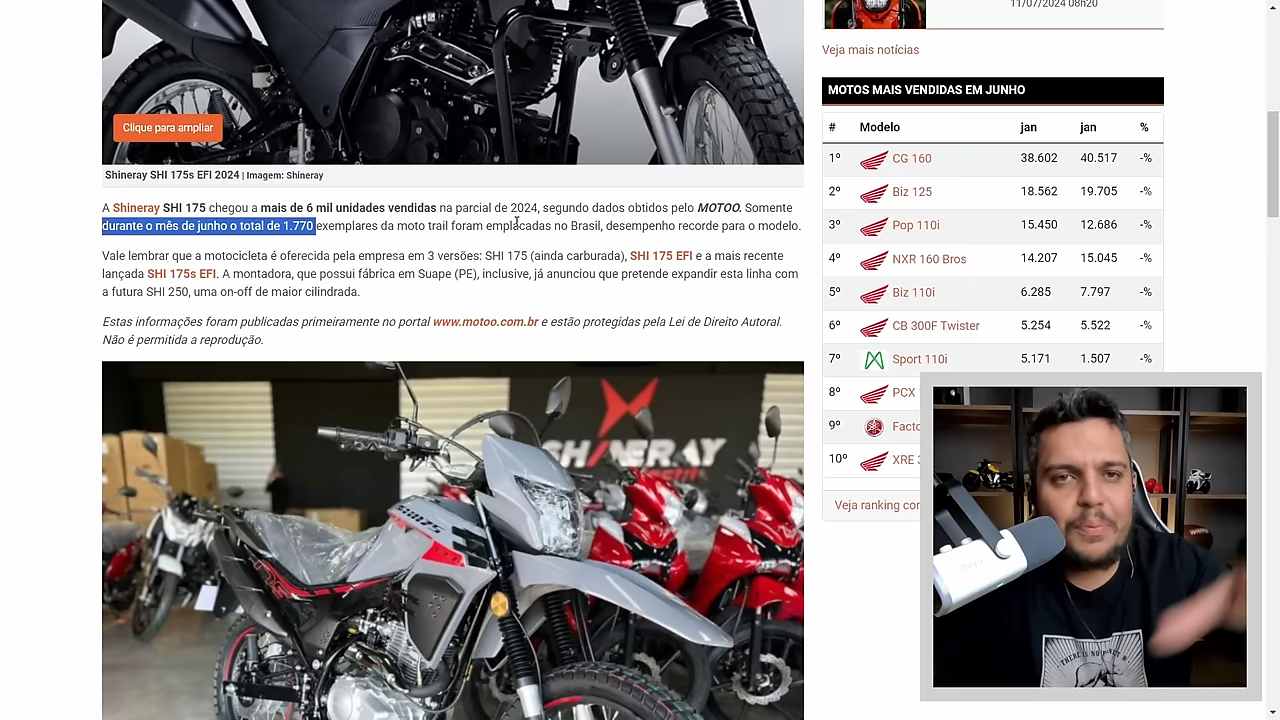 11/07/2024 08h20
Veja mais notícias
MOTOS MAIS VENDIDAS EM JUNHO
# Modelo jan jan %
1º CG 160 38.602 40.517 -%
2º Biz 125 18.562 19.705 -%
3º Pop 110i 15.450 12.686 -%
4º NXR 160 Bros 14.207 15.045 -%
5º Biz 110i 6.285 7.797 -%
6º CB 300F Twister 5.254 5.522 -%
7º Sport 110i 5.171 1.507 -%
8º PCX
9º Facto
10º XRE
Veja ranking cor
Clique para ampliar
Shineray SHI 175s EFI 2024 | Imagem: Shineray
A Shineray SHI 175 chegou a mais de 6 mil unidades vendidas na parcial de 2024, segundo dados obtidos pelo MOTOO. Somente
durante o mês de junho o total de 1.770 exemplares da moto trail foram emplacadas no Brasil, desempenho recorde para o modelo.
Vale lembrar que a motocicleta é oferecida pela empresa em 3 versões: SHI 175 (ainda carburada), SHI 175 EFI e a mais recente
lançada SHI 175s EFI. A montadora, que possui fábrica em Suape (PE), inclusive, já anunciou que pretende expandir esta linha com
a futura SHI 250, uma on-off de maior cilindrada.
Estas informações foram publicadas primeiramente no portal www.motoo.com.br e estão protegidas pela Lei de Direito Autoral.
Não é permitida a reprodução.
SHINERAY
SHI 175
THERE IS NO